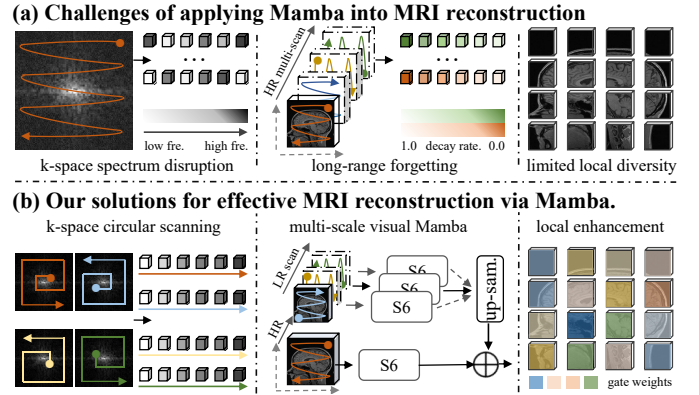 (a) Challenges of applying Mamba into MRI reconstruction
HR multi-scan
low fre. high fre.
1.0 decay rate. 0.0
k-space spectrum disruption
long-range forgetting
limited local diversity
(b) Our solutions for effective MRI reconstruction via Mamba.
k-space circular scanning
multi-scale visual Mamba
local enhancement
LR scan
HR
S6
S6
S6
up-sam.
S6
gate weights